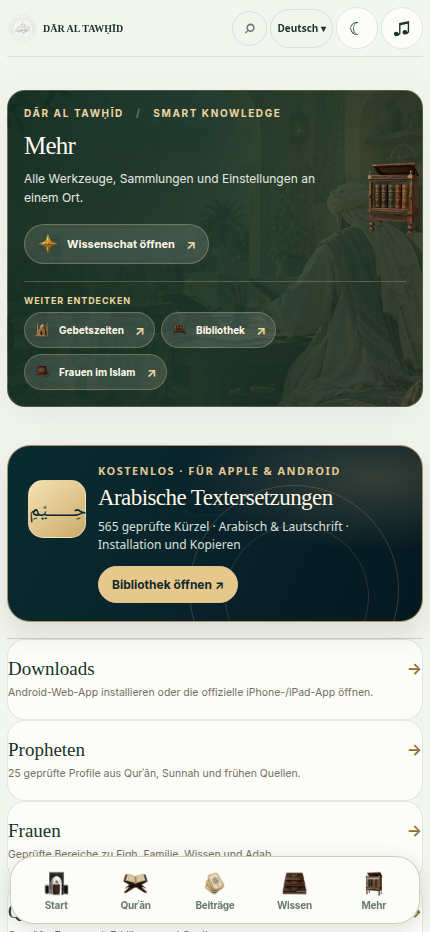 DĀR AL TAWḤĪD
Deutsch ▾
DĀR AL TAWḤĪD / SMART KNOWLEDGE
Mehr
Alle Werkzeuge, Sammlungen und Einstellungen an
einem Ort.
Wissenschat öffnen ↗
WEITER ENTDECKEN
Gebetszeiten ↗
Bibliothek ↗
Frauen im Islam ↗
KOSTENLOS · FÜR APPLE & ANDROID
Arabische Textersetzungen
565 geprüfte Kürzel · Arabisch & Lautschrift ·
Installation und Kopieren
Bibliothek öffnen ↗
Downloads →
Android-Web-App installieren oder die offizielle iPhone-/iPad-App öffnen.
Propheten →
25 geprüfte Profile aus Qurʾān, Sunnah und frühen Quellen.
Frauen →
Geprüfte Bereiche zu Fiqh, Familie, Wissen und Adab.
Start
Qurʾān
Beiträge
Wissen
Mehr